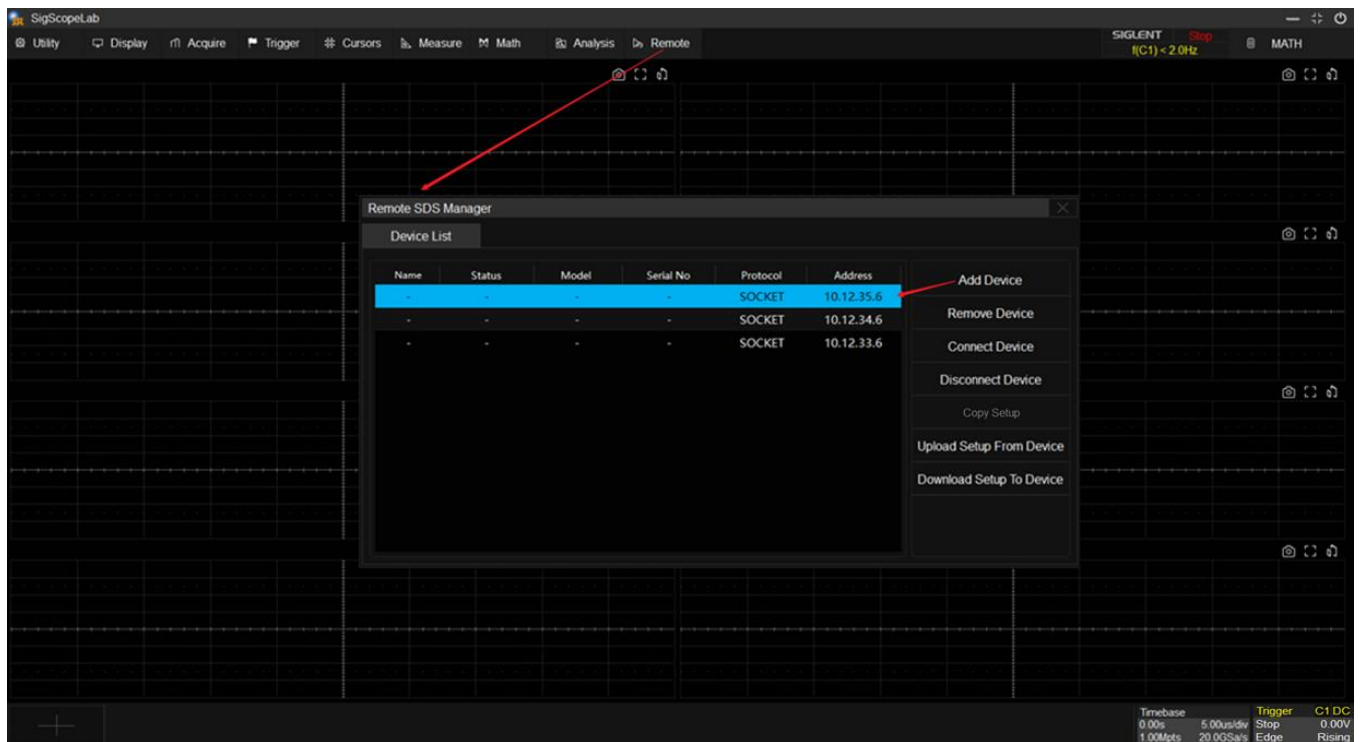 SigScopeLab
Utility Display Acquire Trigger Cursors Measure Math Analysis Remote
SIGLENT Stop
f(C1) < 2.0Hz
MATH
Remote SDS Manager
Device List
Name Status Model Serial No Protocol Address
- - - - SOCKET 10.12.35.6
- - - - SOCKET 10.12.34.6
- - - - SOCKET 10.12.33.6
Add Device
Remove Device
Connect Device
Disconnect Device
Copy Setup
Upload Setup From Device
Download Setup To Device
Timebase
0.00s 5.00us/div
1.00Mpts 20.0GSa/s
Trigger C1 DC
Stop 0.00V
Edge Rising